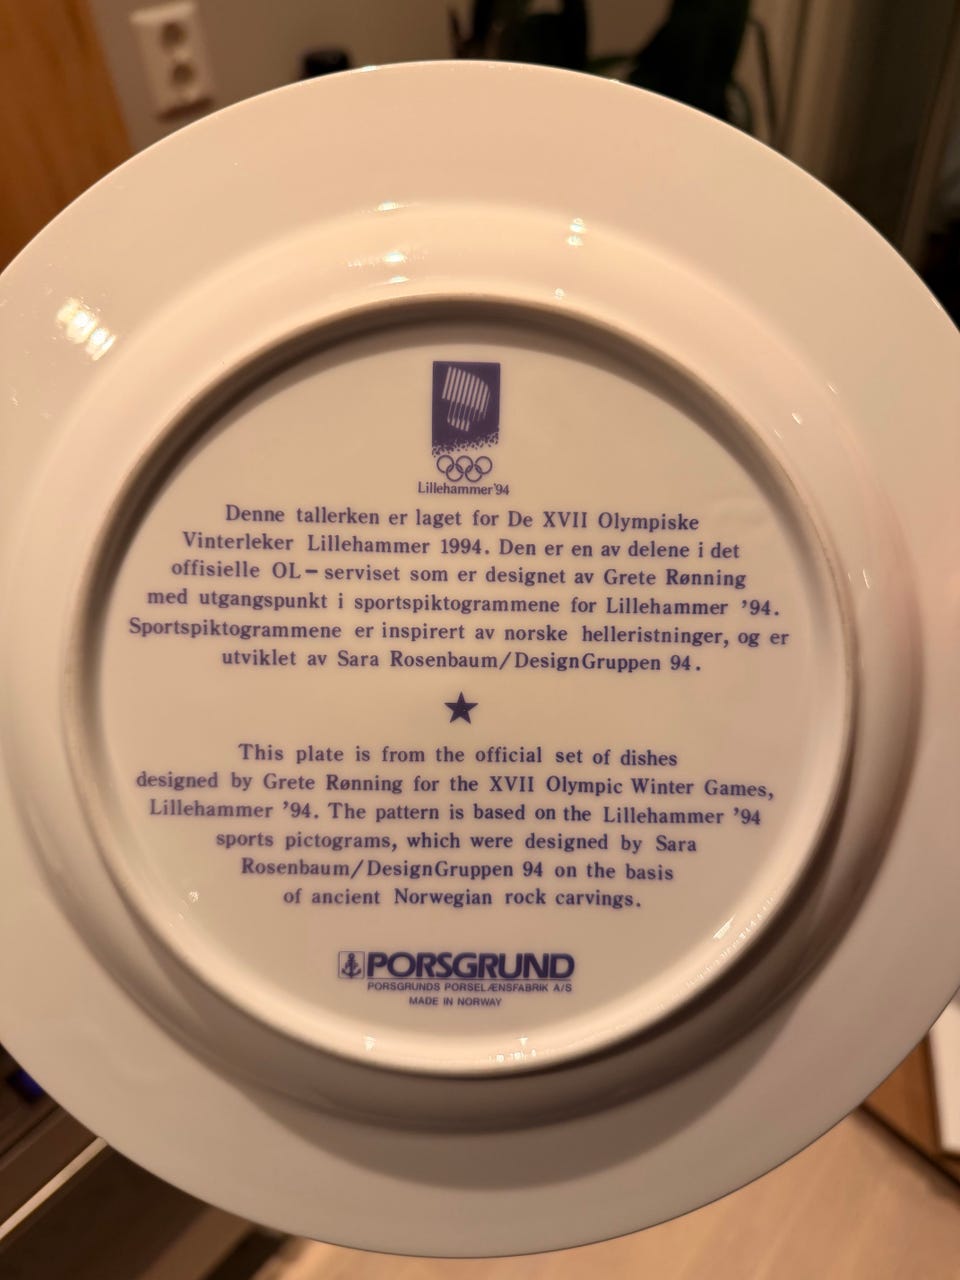 Lillehammer'94
Denne tallerken er laget for De XVII Olympiske
Vinterleker Lillehammer 1994. Den er en av delene i det
offisielle OL-serviset som er designet av Grete Rønning
med utgangspunkt i sportspiktogrammene for Lillehammer '94.
Sportspiktogrammene er inspirert av norske helleristninger, og er
utviklet av Sara Rosenbaum/DesignGruppen 94.
This plate is from the official set of dishes
designed by Grete Rønning for the XVII Olympic Winter Games,
Lillehammer '94. The pattern is based on the Lillehammer '94
sports pictograms, which were designed by Sara
Rosenbaum/DesignGruppen 94 on the basis
of ancient Norwegian rock carvings.
PORSGRUND
PORSGRUNDS PORSELÆNSFABRIK A/S
MADE IN NORWAY